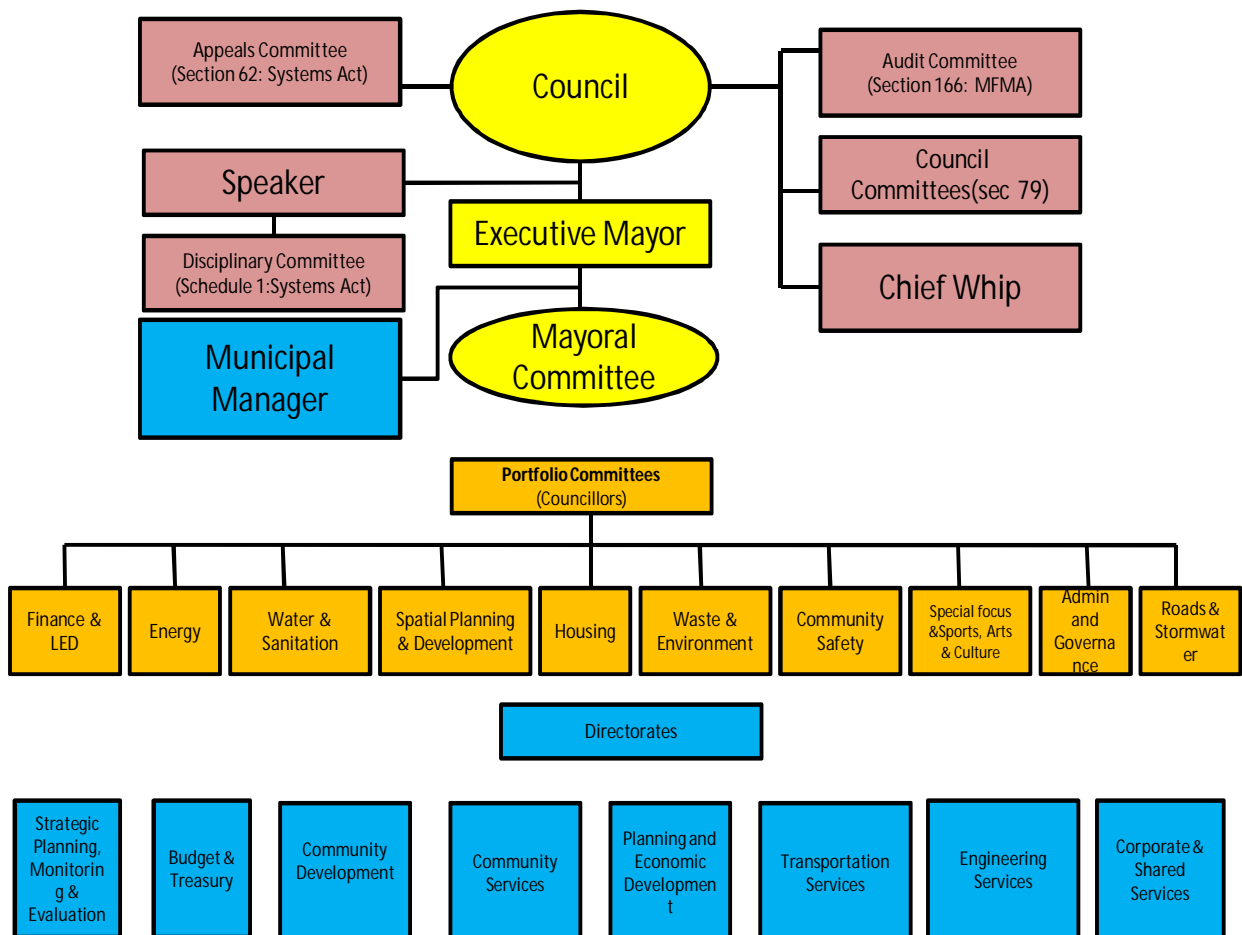 Appeals Committee
(Section 62: Systems Act)
Council
Audit Committee
(Section 166: MFMA)
Speaker
Council
Committees(sec 79)
Executive Mayor
Disciplinary Committee
(Schedule 1:Systems Act)
Chief Whip
Municipal
Manager
Mayoral
Committee
Portfolio Committees
(Councillors)
Finance &
LED
Energy
Water &
Sanitation
Spatial Planning
& Development
Housing
Waste &
Environment
Community
Safety
Special focus
&Sports, Arts
& Culture
Admin
and
Governa
nce
Roads &
Stormwat
er
Directorates
Strategic
Planning,
Monitorin
g &
Evaluation
Budget &
Treasury
Community
Development
Community
Services
Planning and
Economic
Developmen
t
Transportation
Services
Engineering
Services
Corporate &
Shared
Services